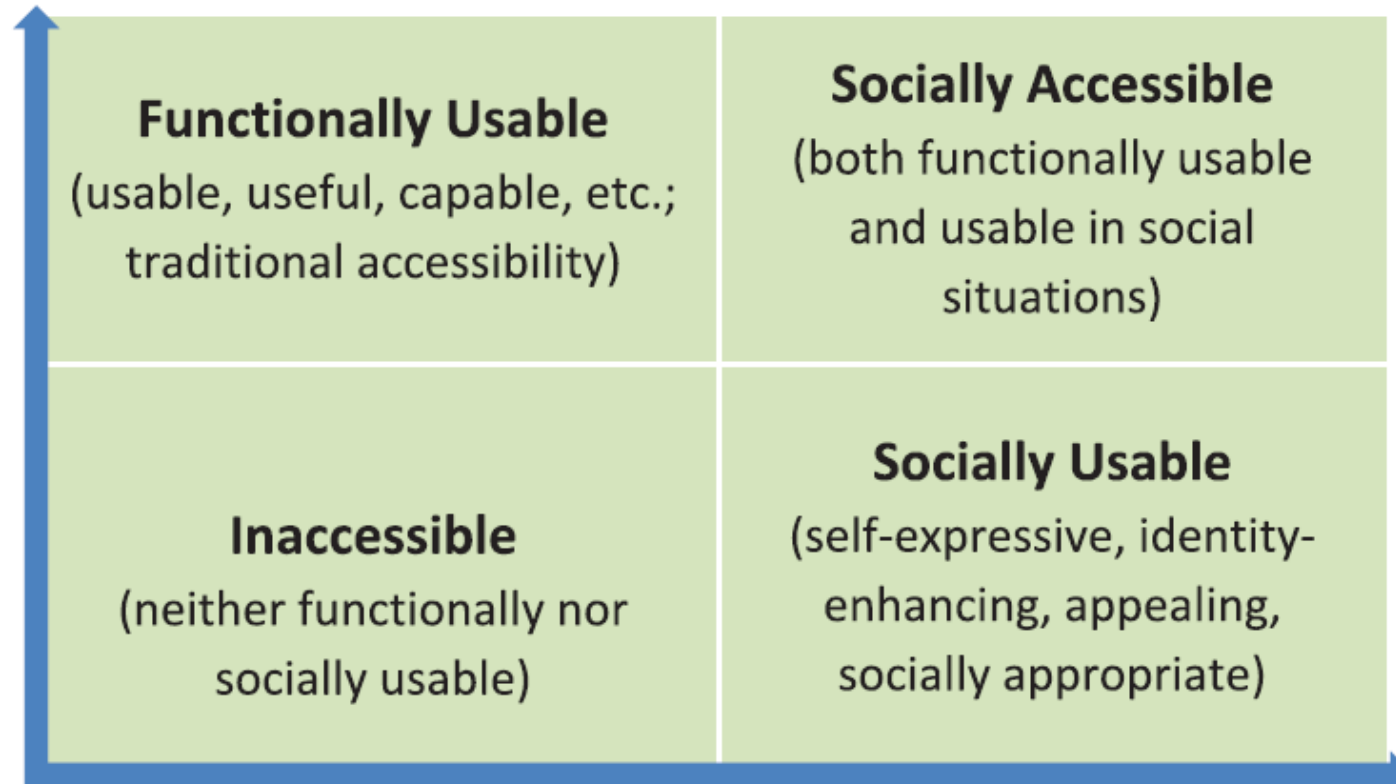 Functionally Usable
(usable, useful, capable, etc.;
traditional accessibility)
Socially Accessible
(both functionally usable
and usable in social
situations)
Inaccessible
(neither functionally nor
socially usable)
Socially Usable
(self-expressive, identity-
enhancing, appealing,
socially appropriate)